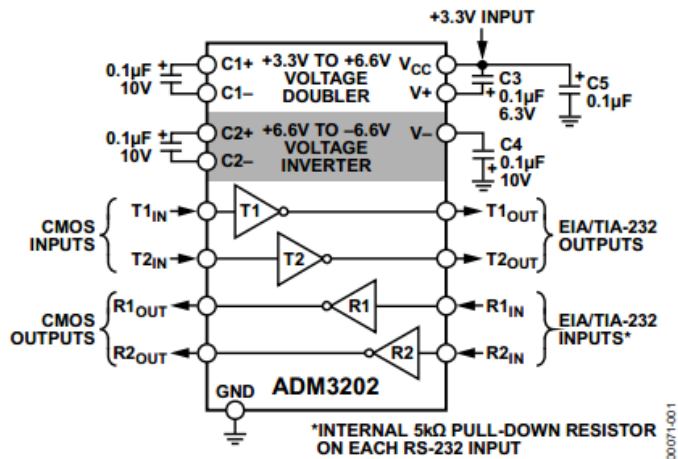 +3.3V INPUT
0.1µF
10V
+
C1+
C1–
+3.3V TO +6.6V
VOLTAGE
DOUBLER
VCC
V+
C3
+ 0.1µF
6.3V
+ C5
0.1µF
0.1µF
10V
+
C2+
C2–
+6.6V TO –6.6V
VOLTAGE
INVERTER
V–
C4
+ 0.1µF
10V
CMOS
INPUTS
T1IN
T2IN
T1
T2
T1OUT
T2OUT
EIA/TIA-232
OUTPUTS
CMOS
OUTPUTS
R1OUT
R2OUT
R1
R2
R1IN
R2IN
EIA/TIA-232
INPUTS*
GND
ADM3202
*INTERNAL 5kΩ PULL-DOWN RESISTOR
ON EACH RS-232 INPUT
00071-001